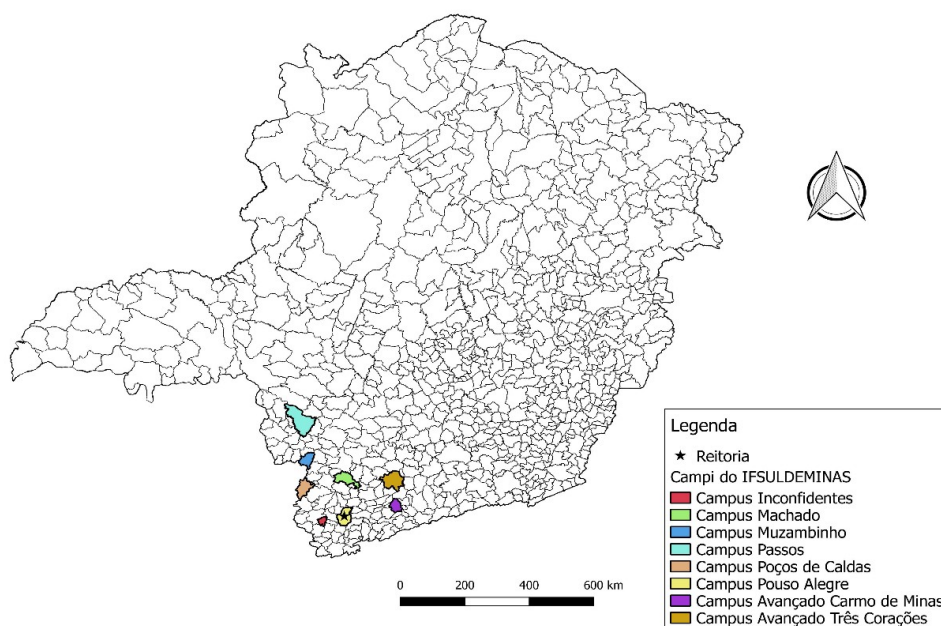 Legenda
★ Reitoria
Campi do IFSULDEMINAS
Campus Inconfidentes
Campus Machado
Campus Muzambinho
Campus Passos
Campus Poços de Caldas
Campus Pouso Alegre
Campus Avançado Carmo de Minas
Campus Avançado Três Corações
0 200 400 600 km